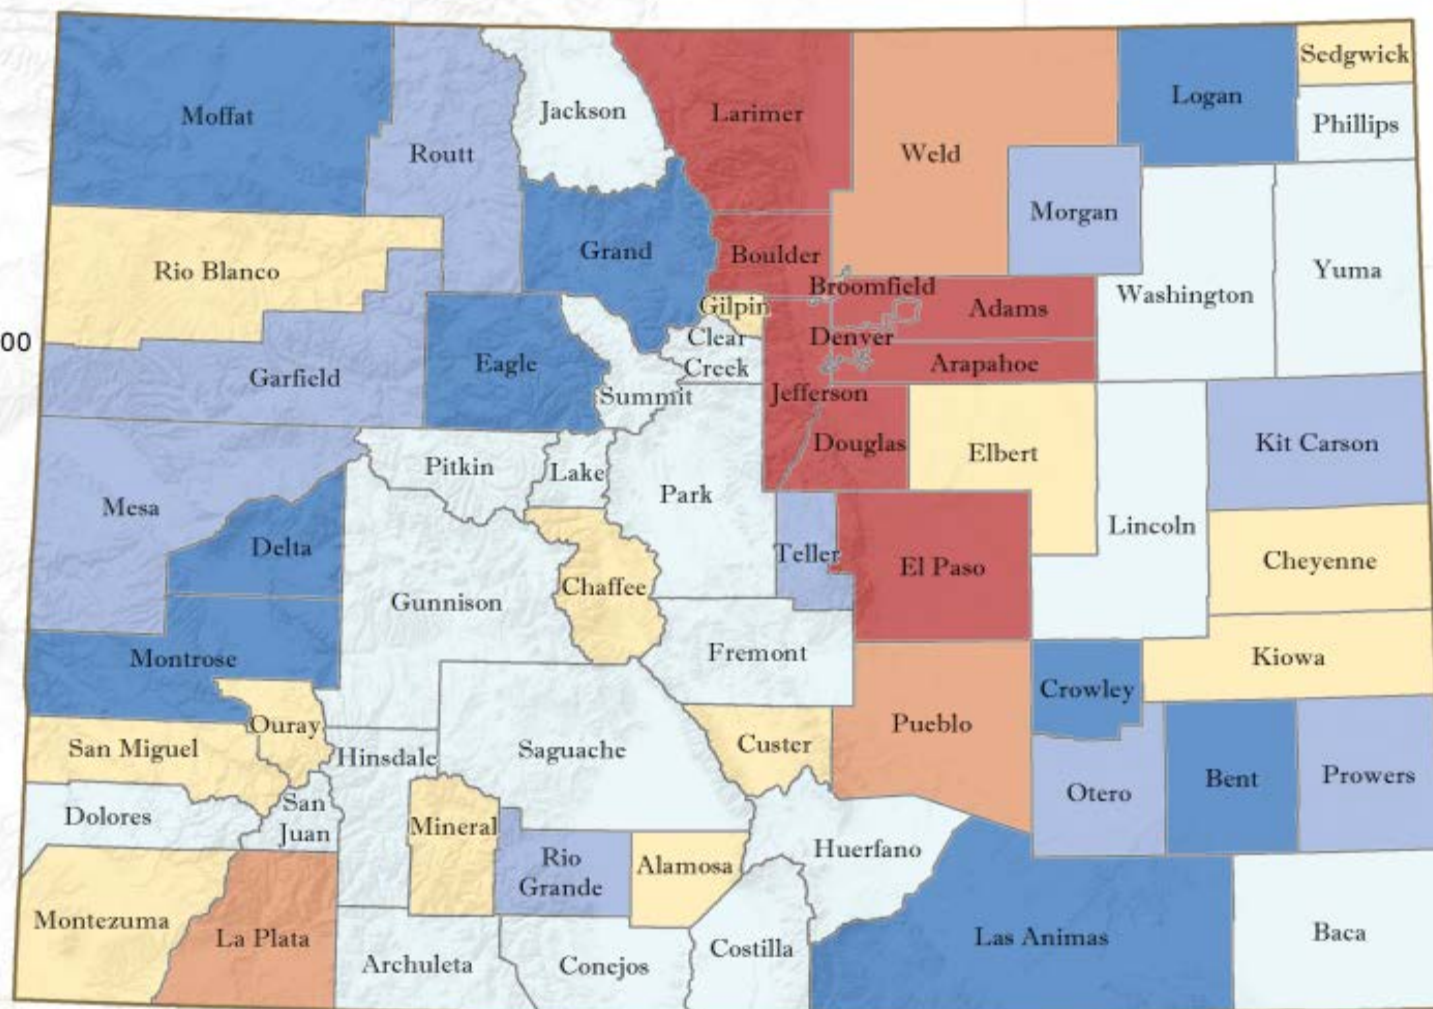 Sedgwick
Moffat
Jackson
Larimer
Logan
Phillips
Routt
Weld
Morgan
Rio Blanco
Grand
Boulder
Yuma
Broomfield
Washington
Gilpin
Adams
00
Clear
Creek
Denver
Eagle
Arapahoe
Garfield
Summit
Jefferson
Douglas
Elbert
Kit Carson
Pitkin
Lake
Park
Mesa
Lincoln
Delta
Teller
El Paso
Cheyenne
Chaffee
Gunnison
Montrose
Fremont
Kiowa
Crowley
Ouray
Pueblo
San Miguel
Hinsdale
Saguache
Custer
Otero
Bent
Prowers
Dolores
San
Juan
Mineral
Rio
Grande
Alamosa
Huerfano
Montezuma
La Plata
Archuleta
Conejos
Costilla
Las Animas
Baca